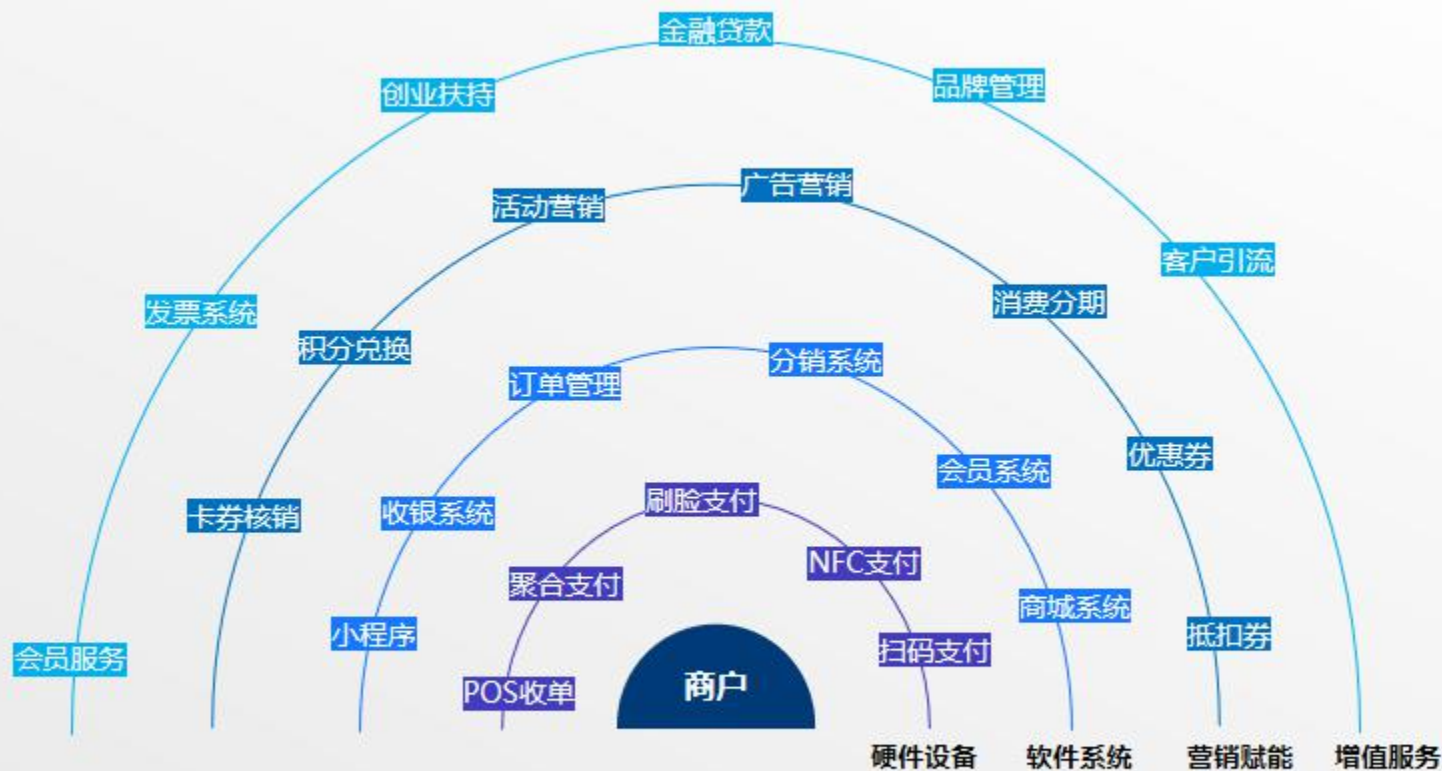 金融贷款
创业扶持
品牌管理
广告营销
活动营销
客户引流
消费分期
发票系统
积分兑换
分销系统
订单管理
优惠券
会员系统
刷脸支付
卡券核销
收银系统
NFC支付
聚合支付
商城系统
小程序
抵扣券
扫码支付
会员服务
POS收单
商户
硬件设备
软件系统
营销赋能
增值服务